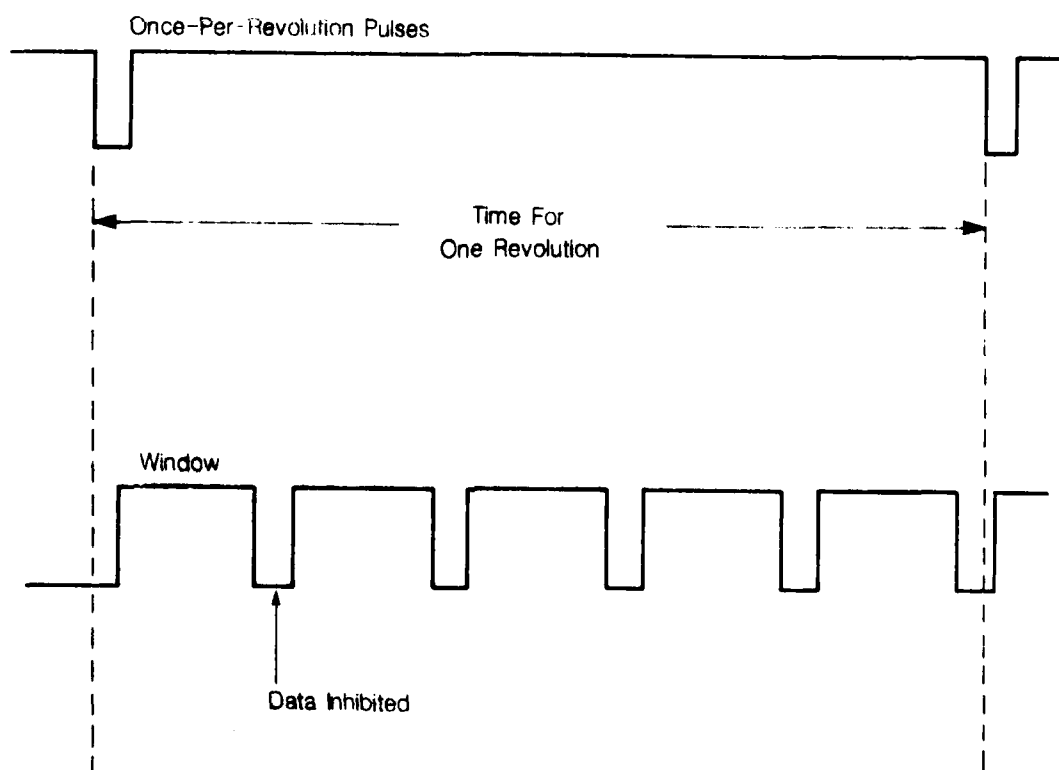 Once-Per-Revolution Pulses
Time For
One Revolution
Window
Data Inhibited